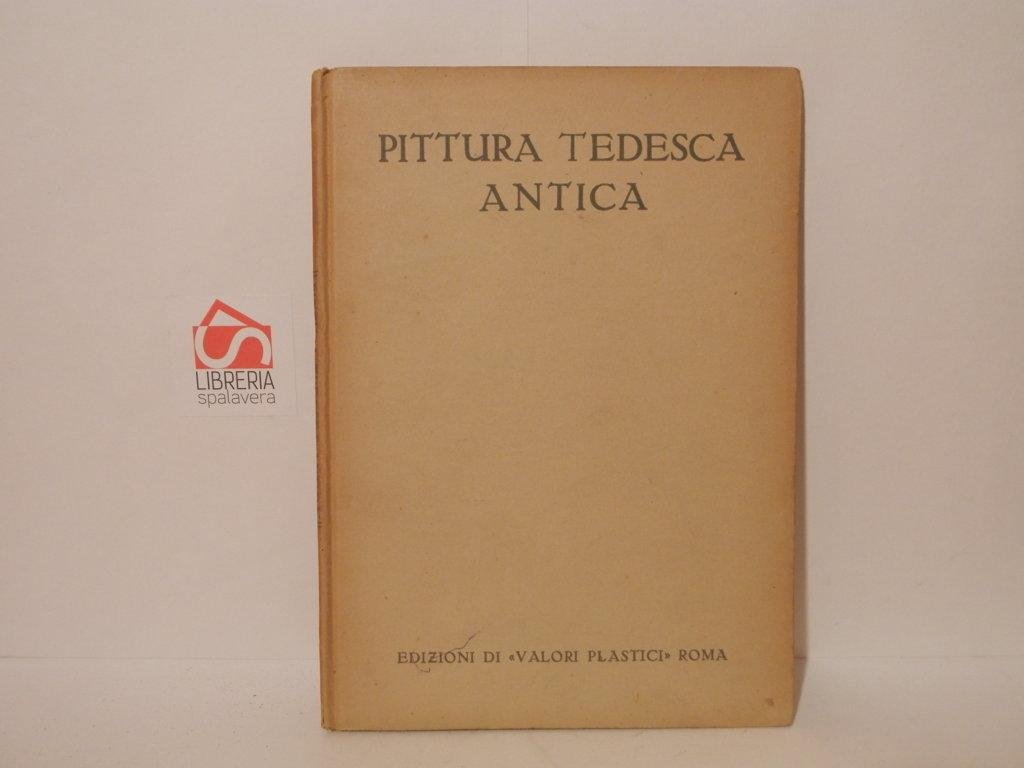 PITTURA TEDESCA
ANTICA
LIBRERIA
spalavera
EDIZIONI DI «VALORI PLASTICI» ROMA